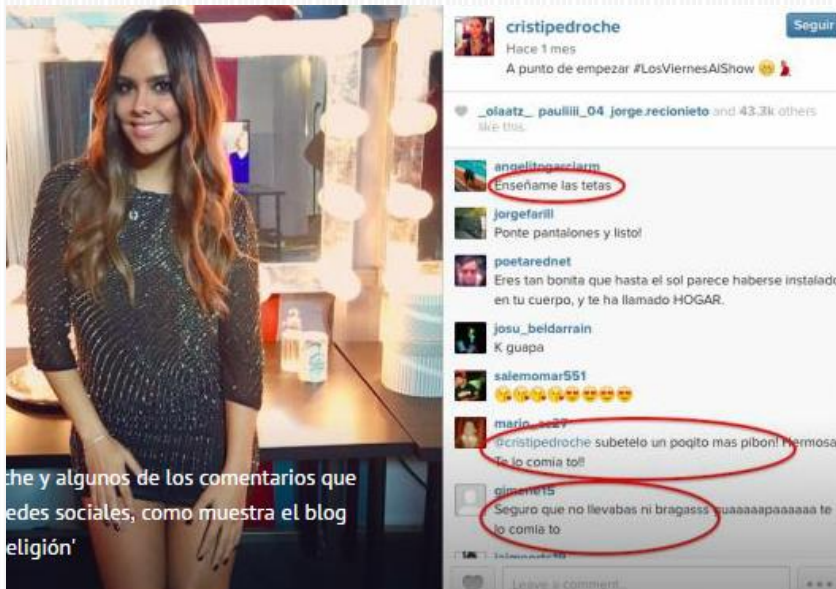 cristipedroche
Seguir
Hace 1 mes
A punto de empezar #LosViernesAlShow
_olaatz_ pauliiii_04 jorge.recionieto and 43.3k others
like this.
angelitogarciarm
Enseñame las tetas
jorgefarill
Ponte pantalones y listo!
poetarednet
Eres tan bonita que hasta el sol parece haberse instalado
en tu cuerpo, y te ha llamado HOGAR.
josu_beldarrain
K guapa
salemomar551
@cristipedroche subetelo un poqito mas pibon! Hermosa
Te lo comia to!!
gimene15
Seguro que no llevabas ni bragasss guaaaaapaaaaaa te
lo comia to
Leave a comment...
che y algunos de los comentarios que
edes sociales, como muestra el blog
eligión'